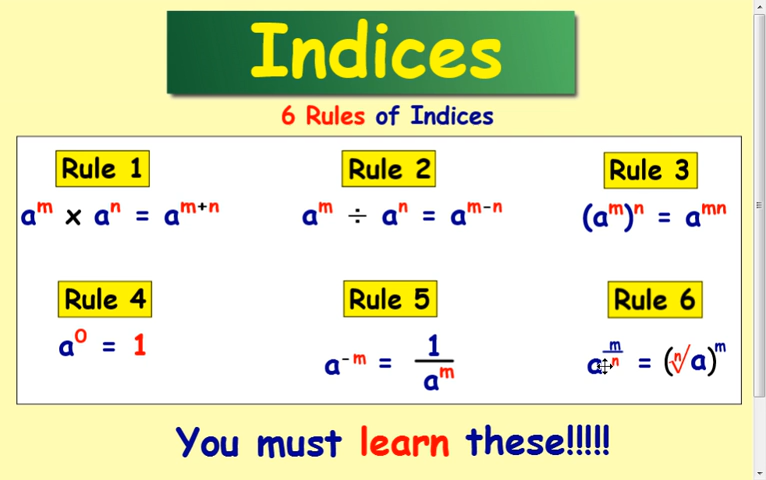 Indices
6 Rules of Indices
Rule 1 Rule 2 Rule 3
aᵐ x aⁿ = aᵐ⁺ⁿ aᵐ ÷ aⁿ = aᵐ⁻ⁿ (aᵐ)ⁿ = aᵐⁿ
Rule 4 Rule 5 Rule 6
a⁰ = 1 a⁻ᵐ = 1/aᵐ a^(m/n) = (ⁿ√a)ᵐ
You must learn these!!!!!